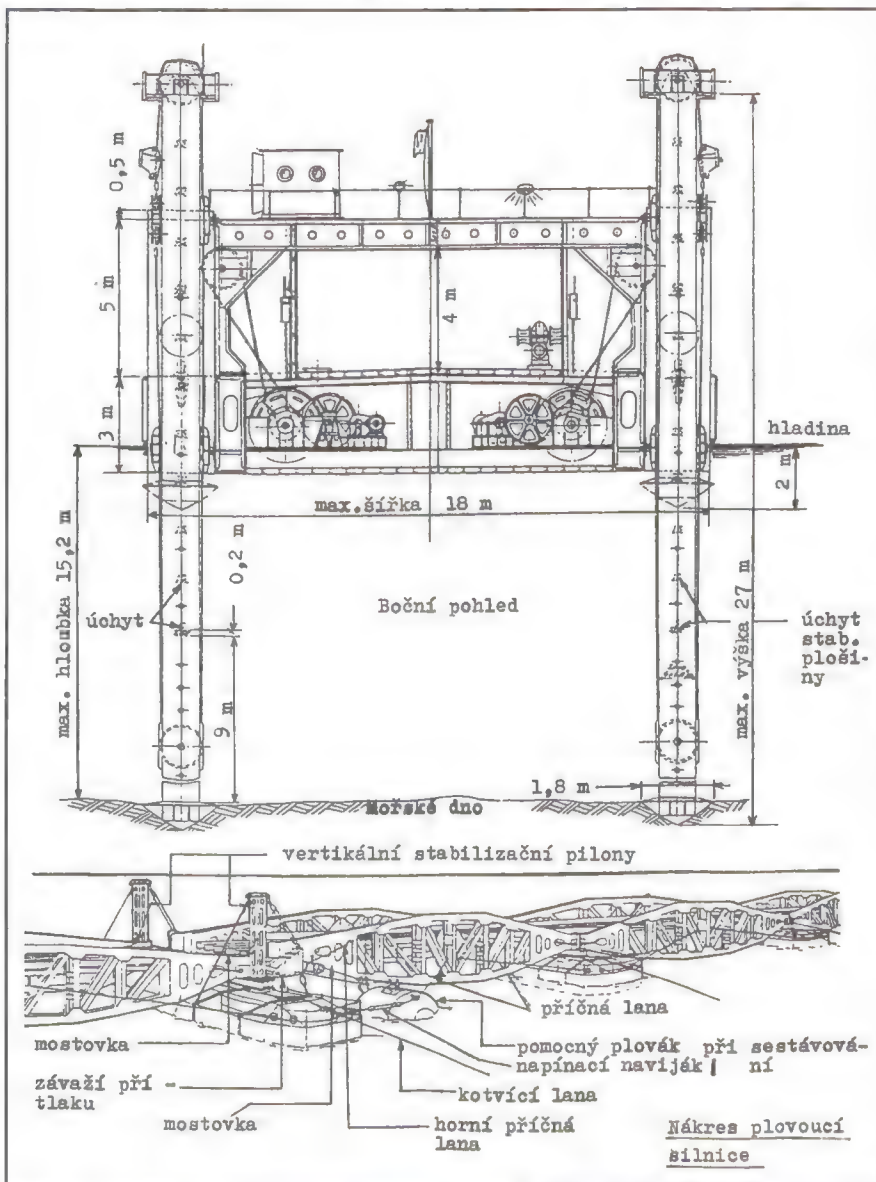 0,5 m
5 m
4 m
3 m
hladina
2 m
max.šířka 18 m
max. hloubka 15,2 m
0,2 m
Boční pohled
úchyt
9 m
max. výška 27 m
úchyt
stab.
ploši-
ny
1,8 m
Mořské dno
vertikální stabilizační pilony
příčná lana
mostovka
pomocný plovák při sestávová-
ní
napínací naviják
závaží pří -
tlaku
kotvící lana
mostovka
horní příčná
lana
Nákres plovoucí
silnice